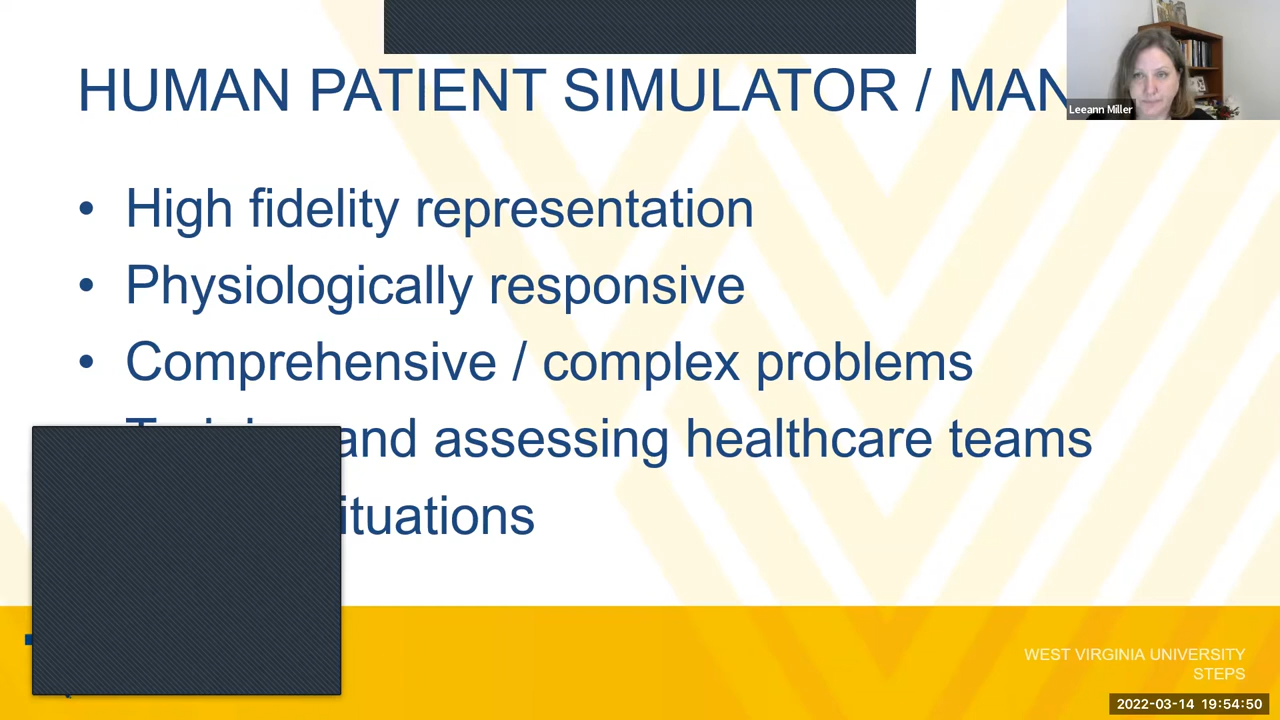 HUMAN PATIENT SIMULATOR / MAN
Leeann Miller
• High fidelity representation
• Physiologically responsive
• Comprehensive / complex problems
and assessing healthcare teams
ituations
WEST VIRGINIA UNIVERSITY
STEPS
2022-03-14 19:54:50